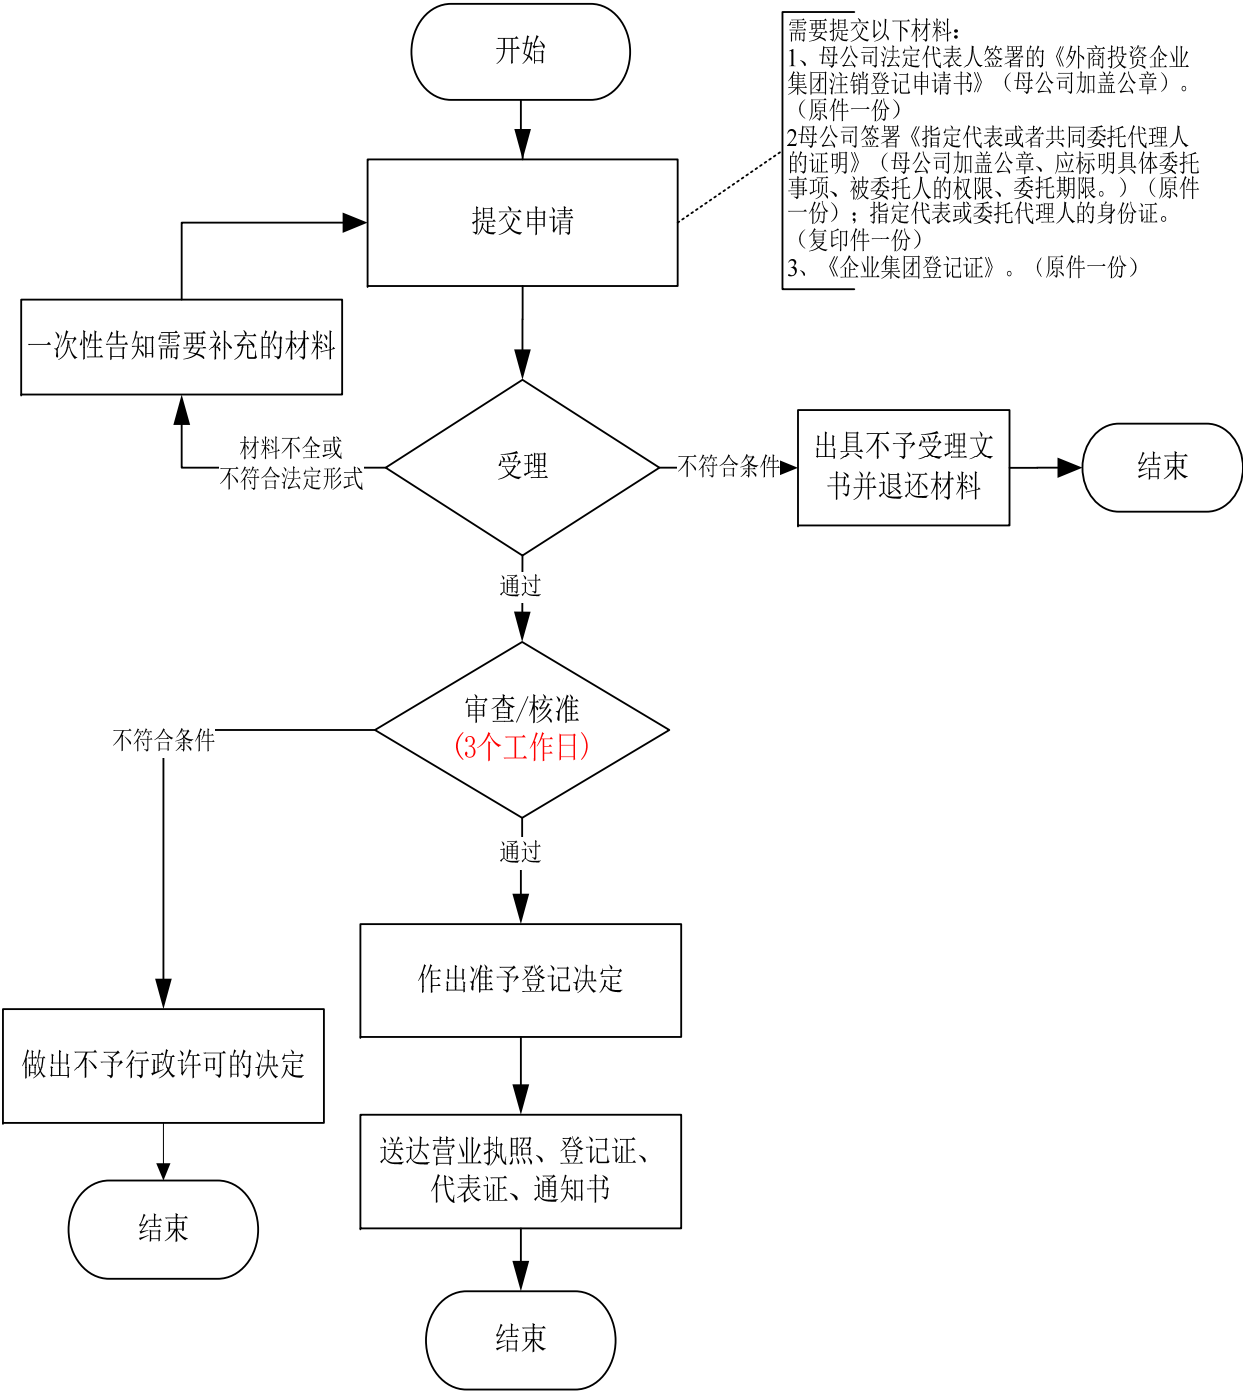 开始
需要提交以下材料：
1、母公司法定代表人签署的《外商投资企业
集团注销登记申请书》（母公司加盖公章）。
（原件一份）
2母公司签署《指定代表或者共同委托代理人
的证明》（母公司加盖公章、应标明具体委托
事项、被委托人的权限、委托期限。）（原件
一份）；指定代表或委托代理人的身份证。
（复印件一份）
3、《企业集团登记证》。（原件一份）
提交申请
一次性告知需要补充的材料
材料不全或
不符合法定形式
受理
不符合条件
出具不予受理文
书并退还材料
结束
通过
审查/核准
(3个工作日)
不符合条件
通过
作出准予登记决定
做出不予行政许可的决定
送达营业执照、登记证、
代表证、通知书
结束
结束